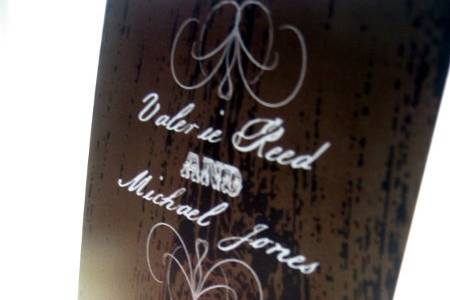 Valerie Reed
AND
Michael Jones